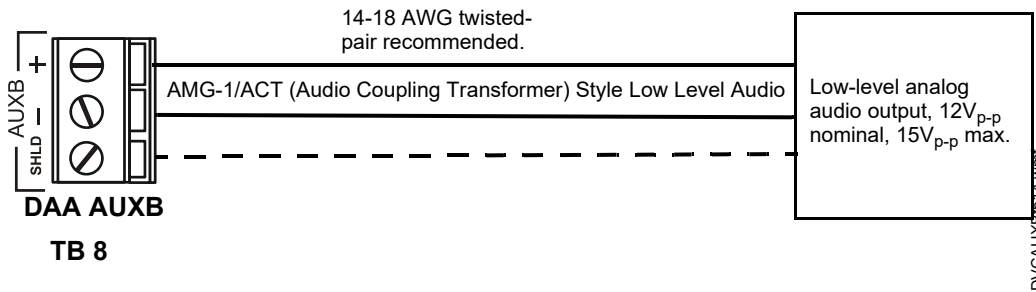 14-18 AWG twisted-
pair recommended.
AUXB
+
–
SHLD
AMG-1/ACT (Audio Coupling Transformer) Style Low Level Audio
Low-level analog
audio output, 12Vp-p
nominal, 15Vp-p max.
DAA AUXB
TB 8